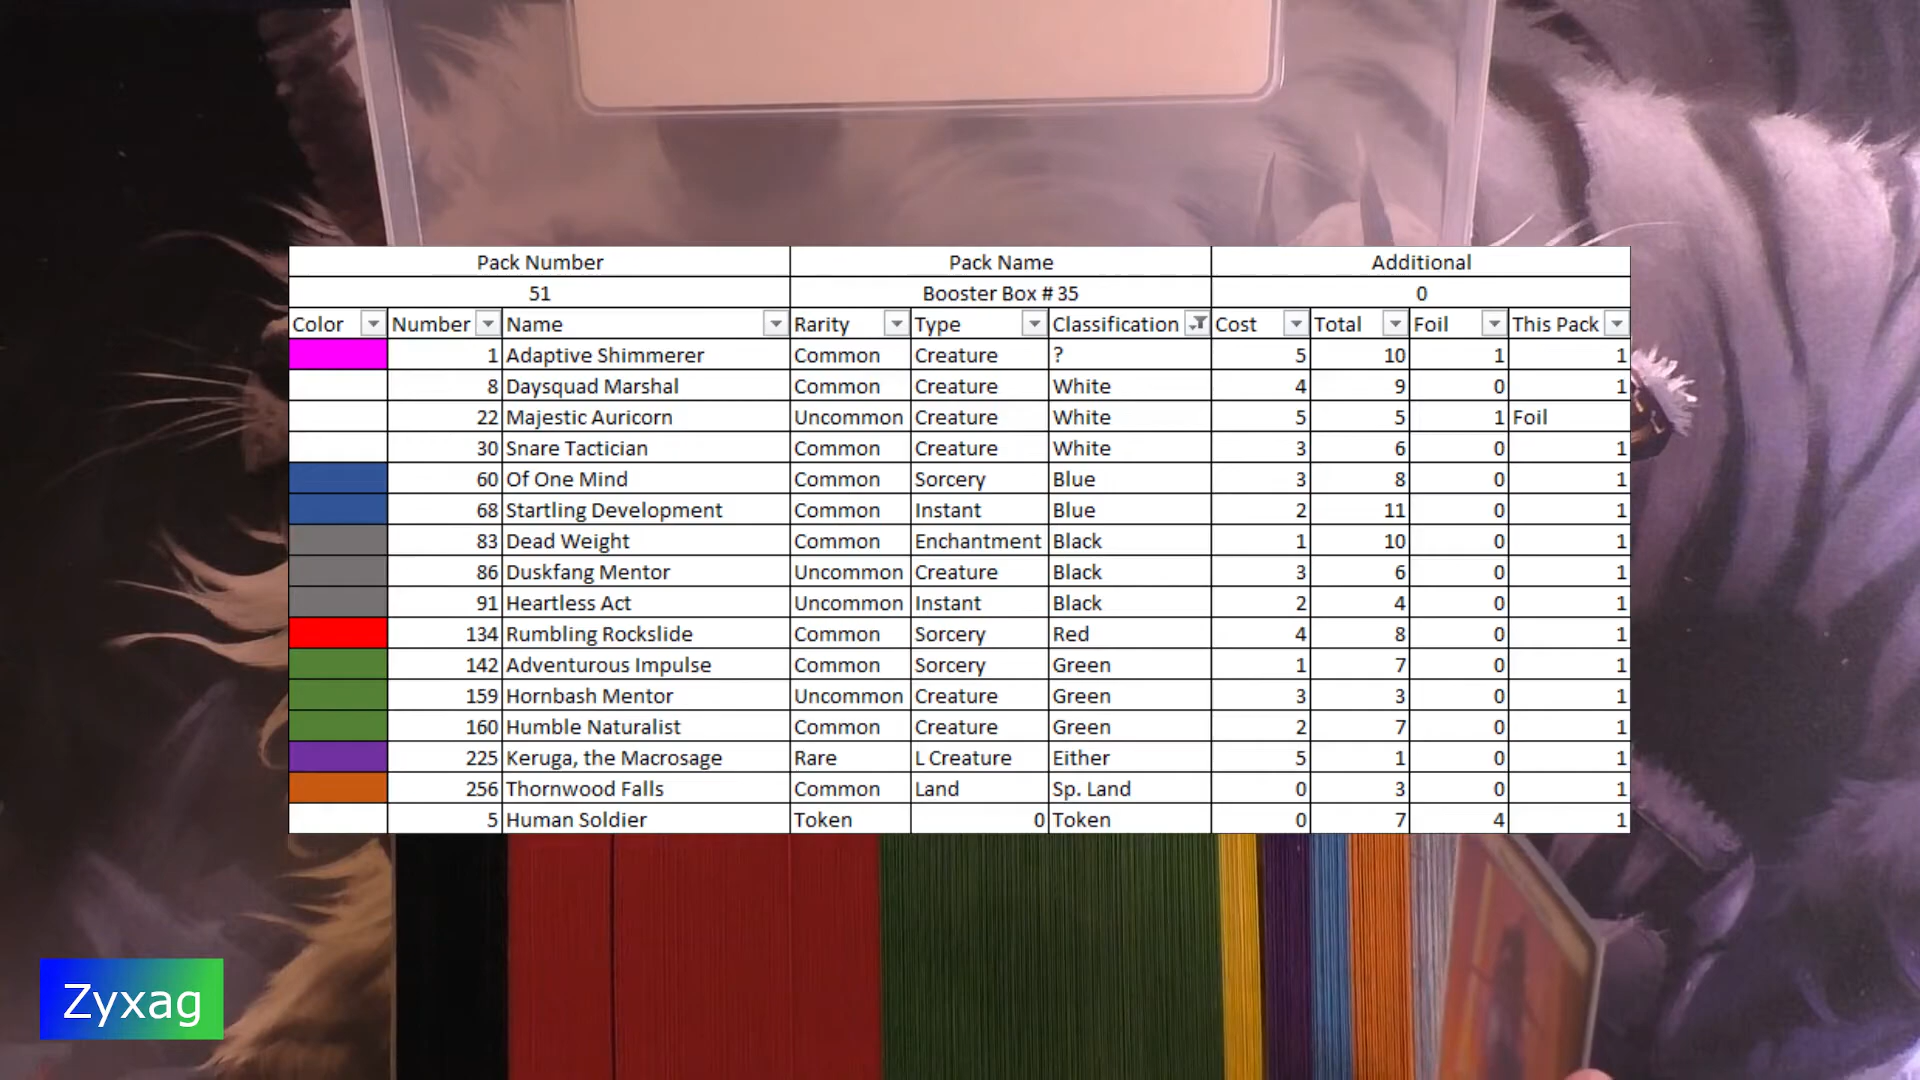 Pack Number Pack Name Additional
51 Booster Box # 35 0
Color Number Name Rarity Type Classification Cost Total Foil This Pack
1 Adaptive Shimmerer Common Creature ? 5 10 1 1
8 Daysquad Marshal Common Creature White 4 9 0 1
22 Majestic Auricorn Uncommon Creature White 5 5 1 Foil
30 Snare Tactician Common Creature White 3 6 0 1
60 Of One Mind Common Sorcery Blue 3 8 0 1
68 Startling Development Common Instant Blue 2 11 0 1
83 Dead Weight Common Enchantment Black 1 10 0 1
86 Duskfang Mentor Uncommon Creature Black 3 6 0 1
91 Heartless Act Uncommon Instant Black 2 4 0 1
134 Rumbling Rockslide Common Sorcery Red 4 8 0 1
142 Adventurous Impulse Common Sorcery Green 1 7 0 1
159 Hornbash Mentor Uncommon Creature Green 3 3 0 1
160 Humble Naturalist Common Creature Green 2 7 0 1
225 Keruga, the Macrosage Rare L Creature Either 5 1 0 1
256 Thornwood Falls Common Land Sp. Land 0 3 0 1
5 Human Soldier Token 0 Token 0 7 4 1
Zyxag